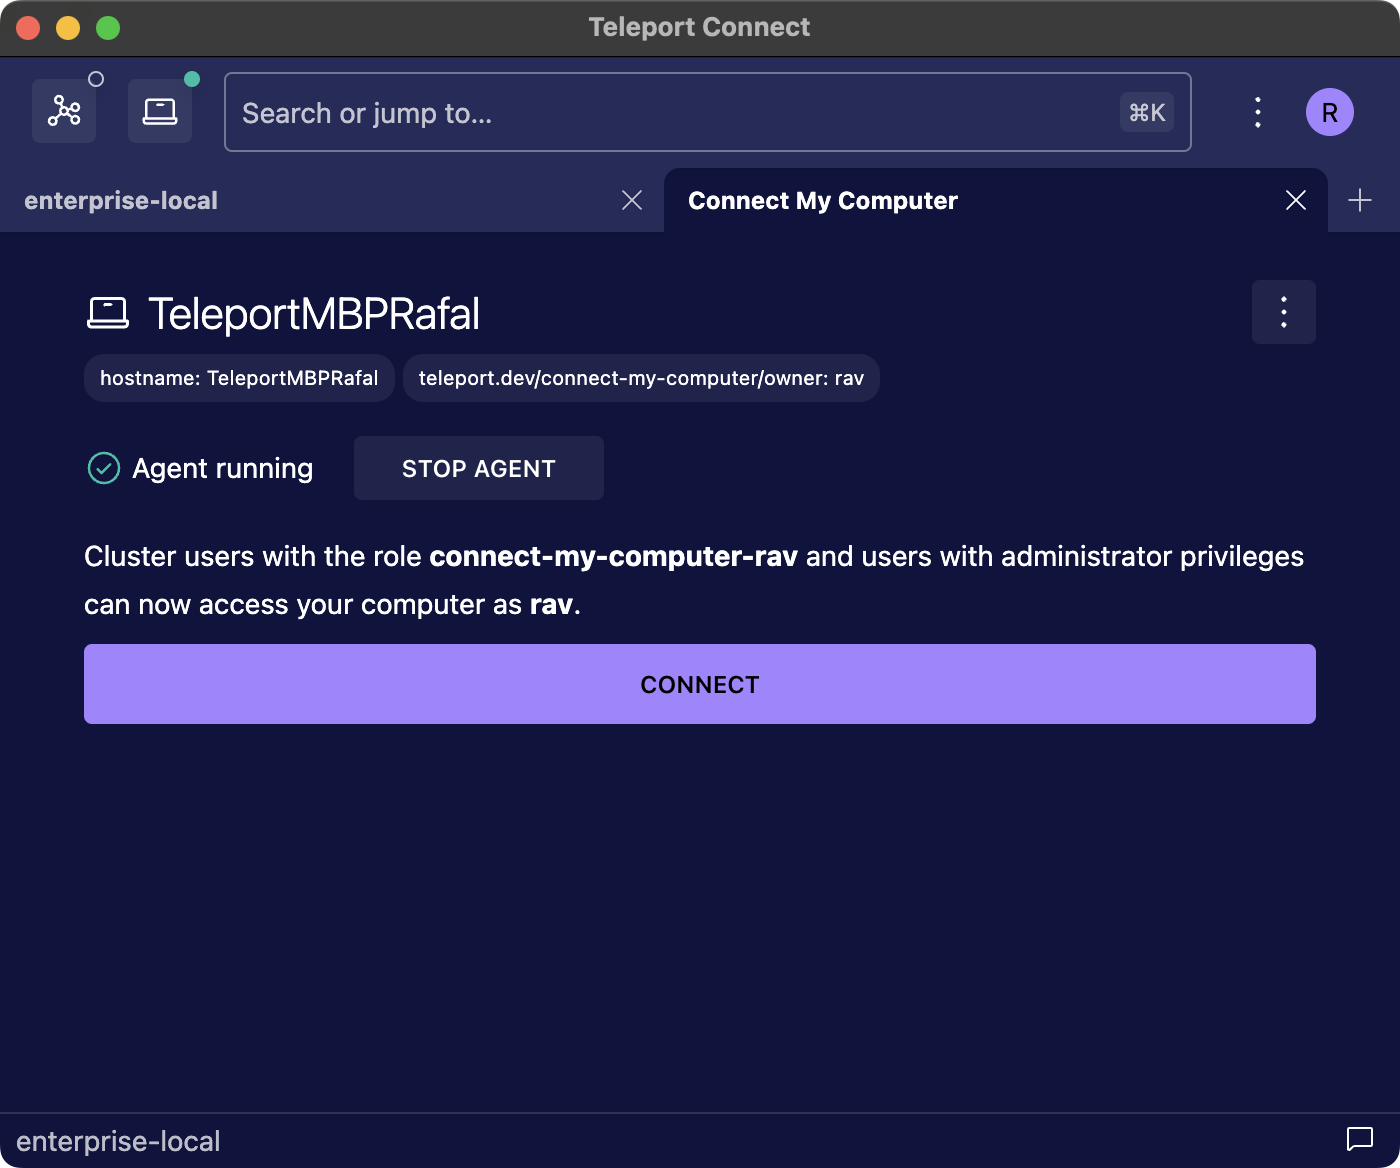 Teleport Connect
Search or jump to...
⌘K
R
enterprise-local
Connect My Computer
TeleportMBPRafal
hostname: TeleportMBPRafal
teleport.dev/connect-my-computer/owner: rav
Agent running
STOP AGENT
Cluster users with the role connect-my-computer-rav and users with administrator privileges
can now access your computer as rav.
CONNECT
enterprise-local